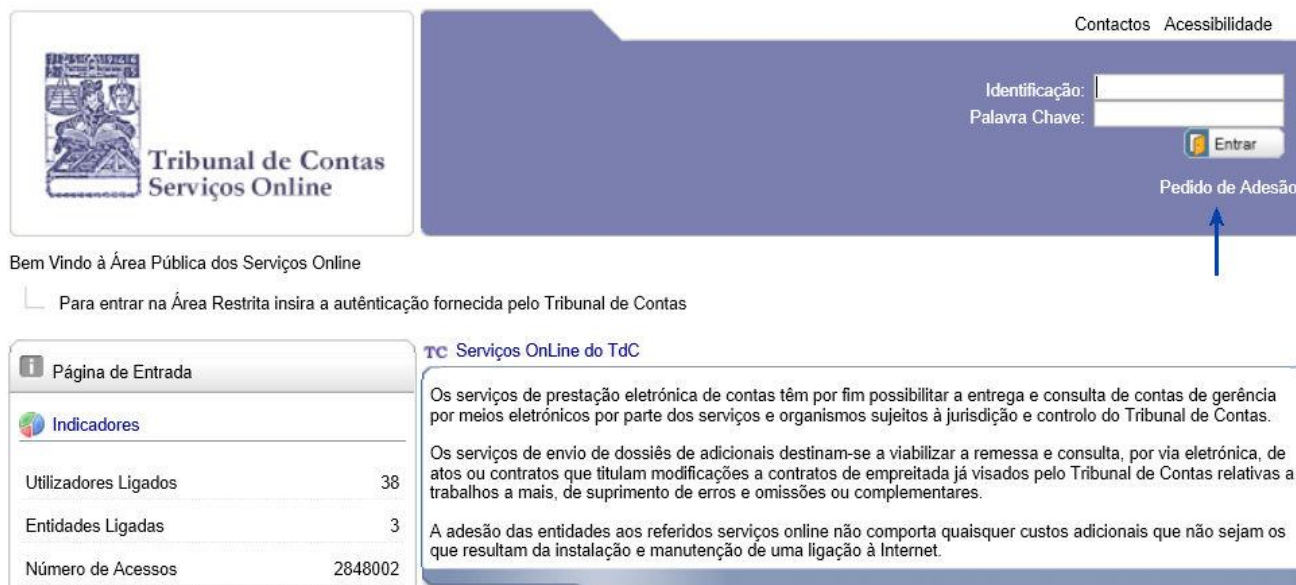 Contactos Acessibilidade
Identificação:
Palavra Chave:
Entrar
Pedido de Adesão
Tribunal de Contas
Serviços Online
Bem Vindo à Área Pública dos Serviços Online
Para entrar na Área Restrita insira a autênticação fornecida pelo Tribunal de Contas
Página de Entrada
Indicadores
Utilizadores Ligados 38
Entidades Ligadas 3
Número de Acessos 2848002
TC Serviços OnLine do TdC
Os serviços de prestação eletrónica de contas têm por fim possibilitar a entrega e consulta de contas de gerência
por meios eletrónicos por parte dos serviços e organismos sujeitos à jurisdição e controlo do Tribunal de Contas.
Os serviços de envio de dossiês de adicionais destinam-se a viabilizar a remessa e consulta, por via eletrónica, de
atos ou contratos que titulam modificações a contratos de empreitada já visados pelo Tribunal de Contas relativas a
trabalhos a mais, de suprimento de erros e omissões ou complementares.
A adesão das entidades aos referidos serviços online não comporta quaisquer custos adicionais que não sejam os
que resultam da instalação e manutenção de uma ligação à Internet.